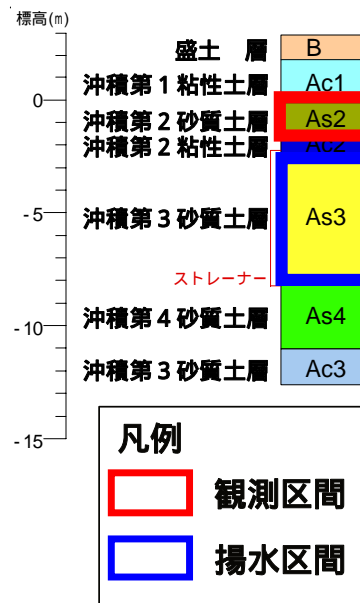 標高(m)
盛土 層 B
沖積第1粘性土層 Ac1
0
沖積第2砂質土層 As2
沖積第2粘性土層 Ac2
-5
沖積第3砂質土層 As3
ストレーナー
-10
沖積第4砂質土層 As4
沖積第3砂質土層 Ac3
-15
凡例
観測区間
揚水区間